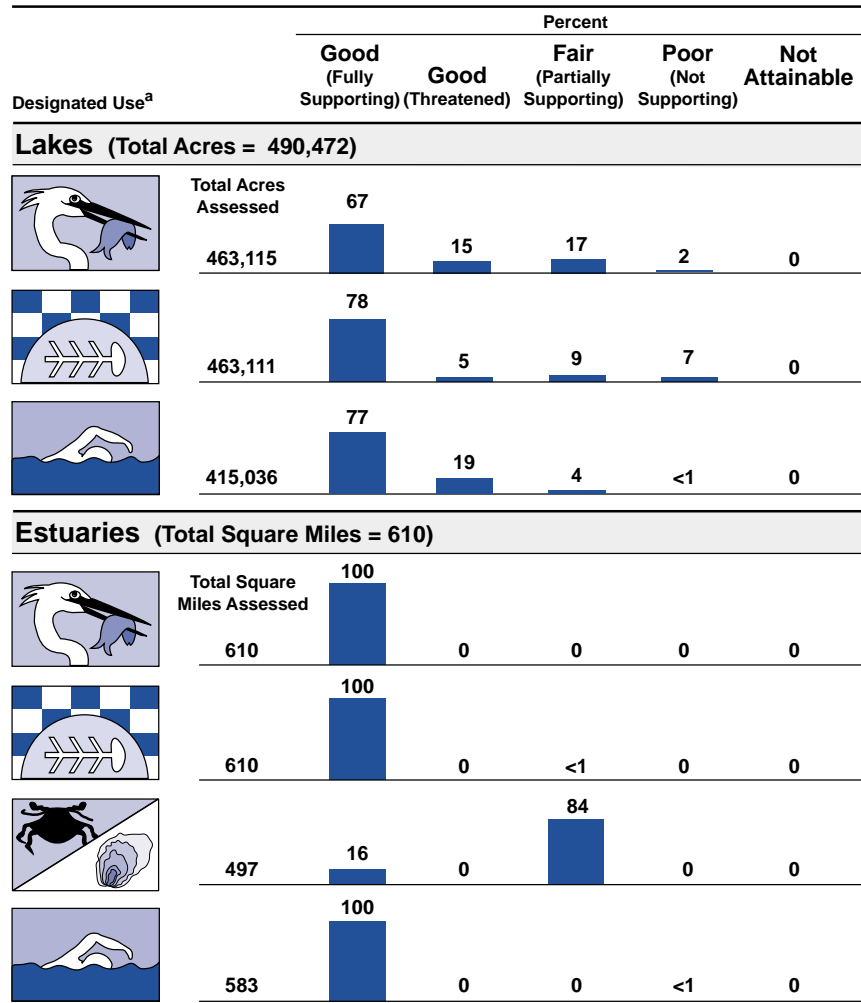 Percent
Designated Use^a
Good (Fully Supporting)
Good (Threatened)
Fair (Partially Supporting)
Poor (Not Supporting)
Not Attainable
Lakes (Total Acres = 490,472)
Total Acres Assessed
67
463,115 15 17 2 0
78
463,111 5 9 7 0
77
415,036 19 4 <1 0
Estuaries (Total Square Miles = 610)
Total Square Miles Assessed
100
610 0 0 0 0
100
610 0 <1 0 0
84
497 16 0 0 0
100
583 0 0 <1 0